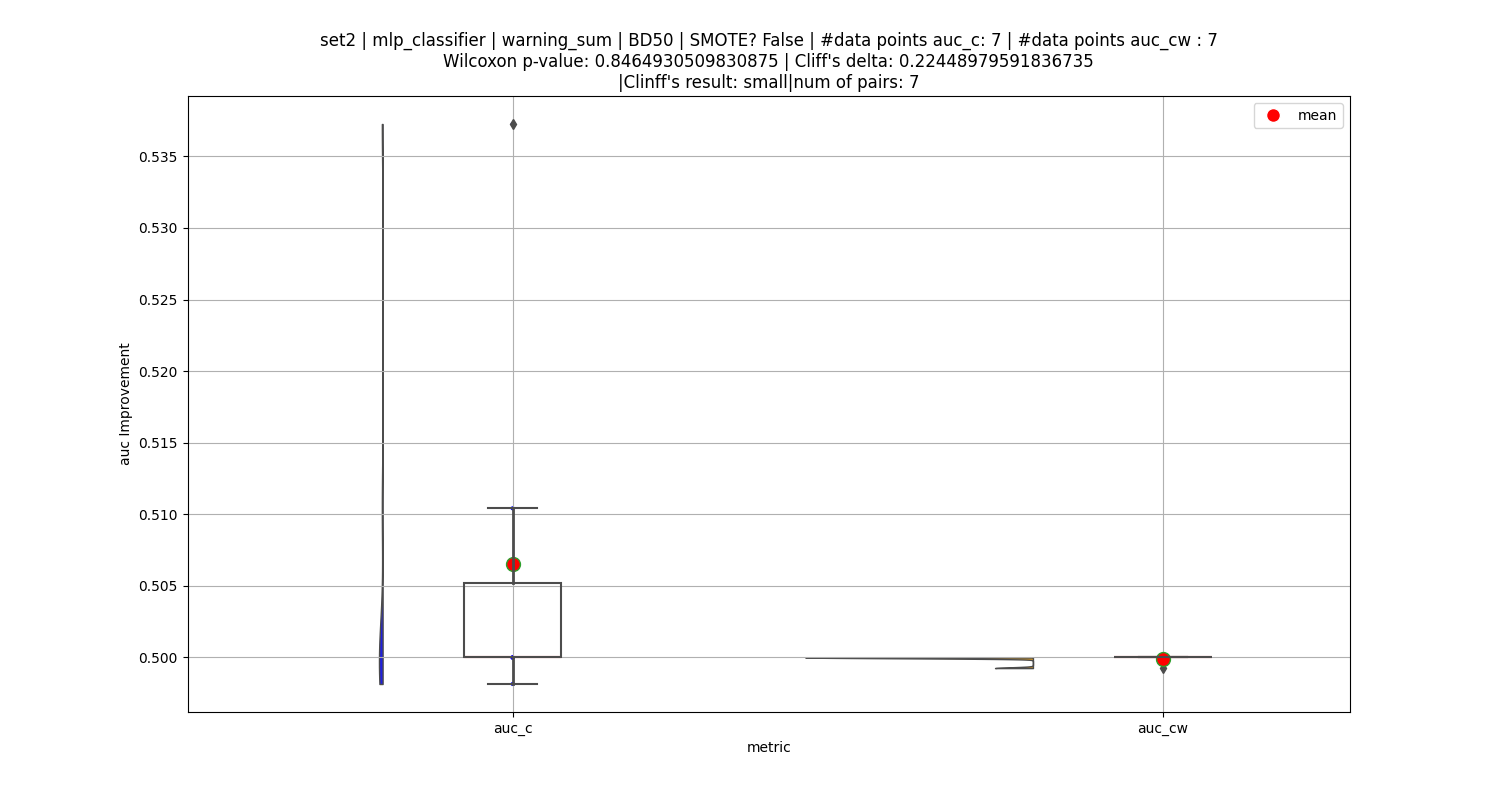 set2 | mlp_classifier | warning_sum | BD50 | SMOTE? False | #data points auc_c: 7 | #data points auc_cw : 7
Wilcoxon p-value: 0.8464930509830875 | Cliff's delta: 0.22448979591836735
|Clinff's result: small|num of pairs: 7
mean
0.535
0.530
0.525
0.520
0.515
0.510
0.505
0.500
auc Improvement
auc_c
auc_cw
metric